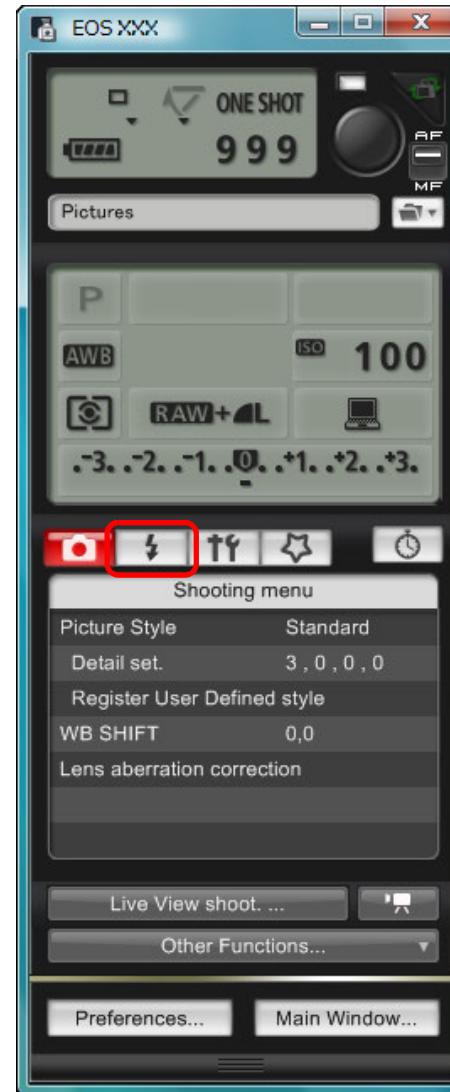 EOS XXX
ONE SHOT
999
AF
MF
Pictures
P
AWB
ISO 100
RAW+L
.-3. .-2. .-1. .0. .+1. .+2. .+3.
Shooting menu
Picture Style Standard
Detail set. 3 , 0 , 0 , 0
Register User Defined style
WB SHIFT 0,0
Lens aberration correction
Live View shoot. ...
Other Functions...
Preferences... Main Window...